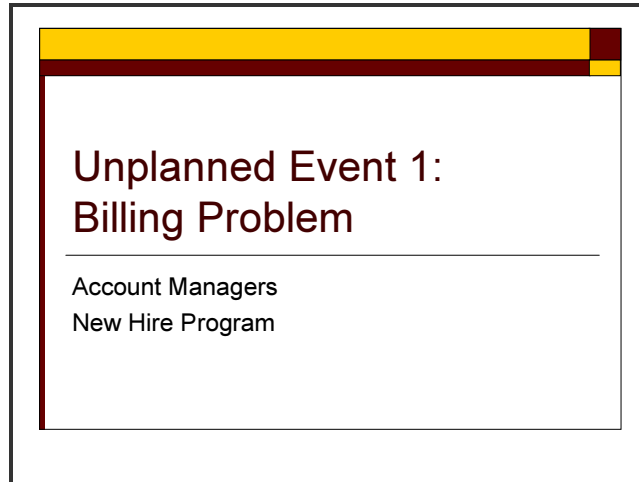 Unplanned Event 1:
Billing Problem
Account Managers
New Hire Program